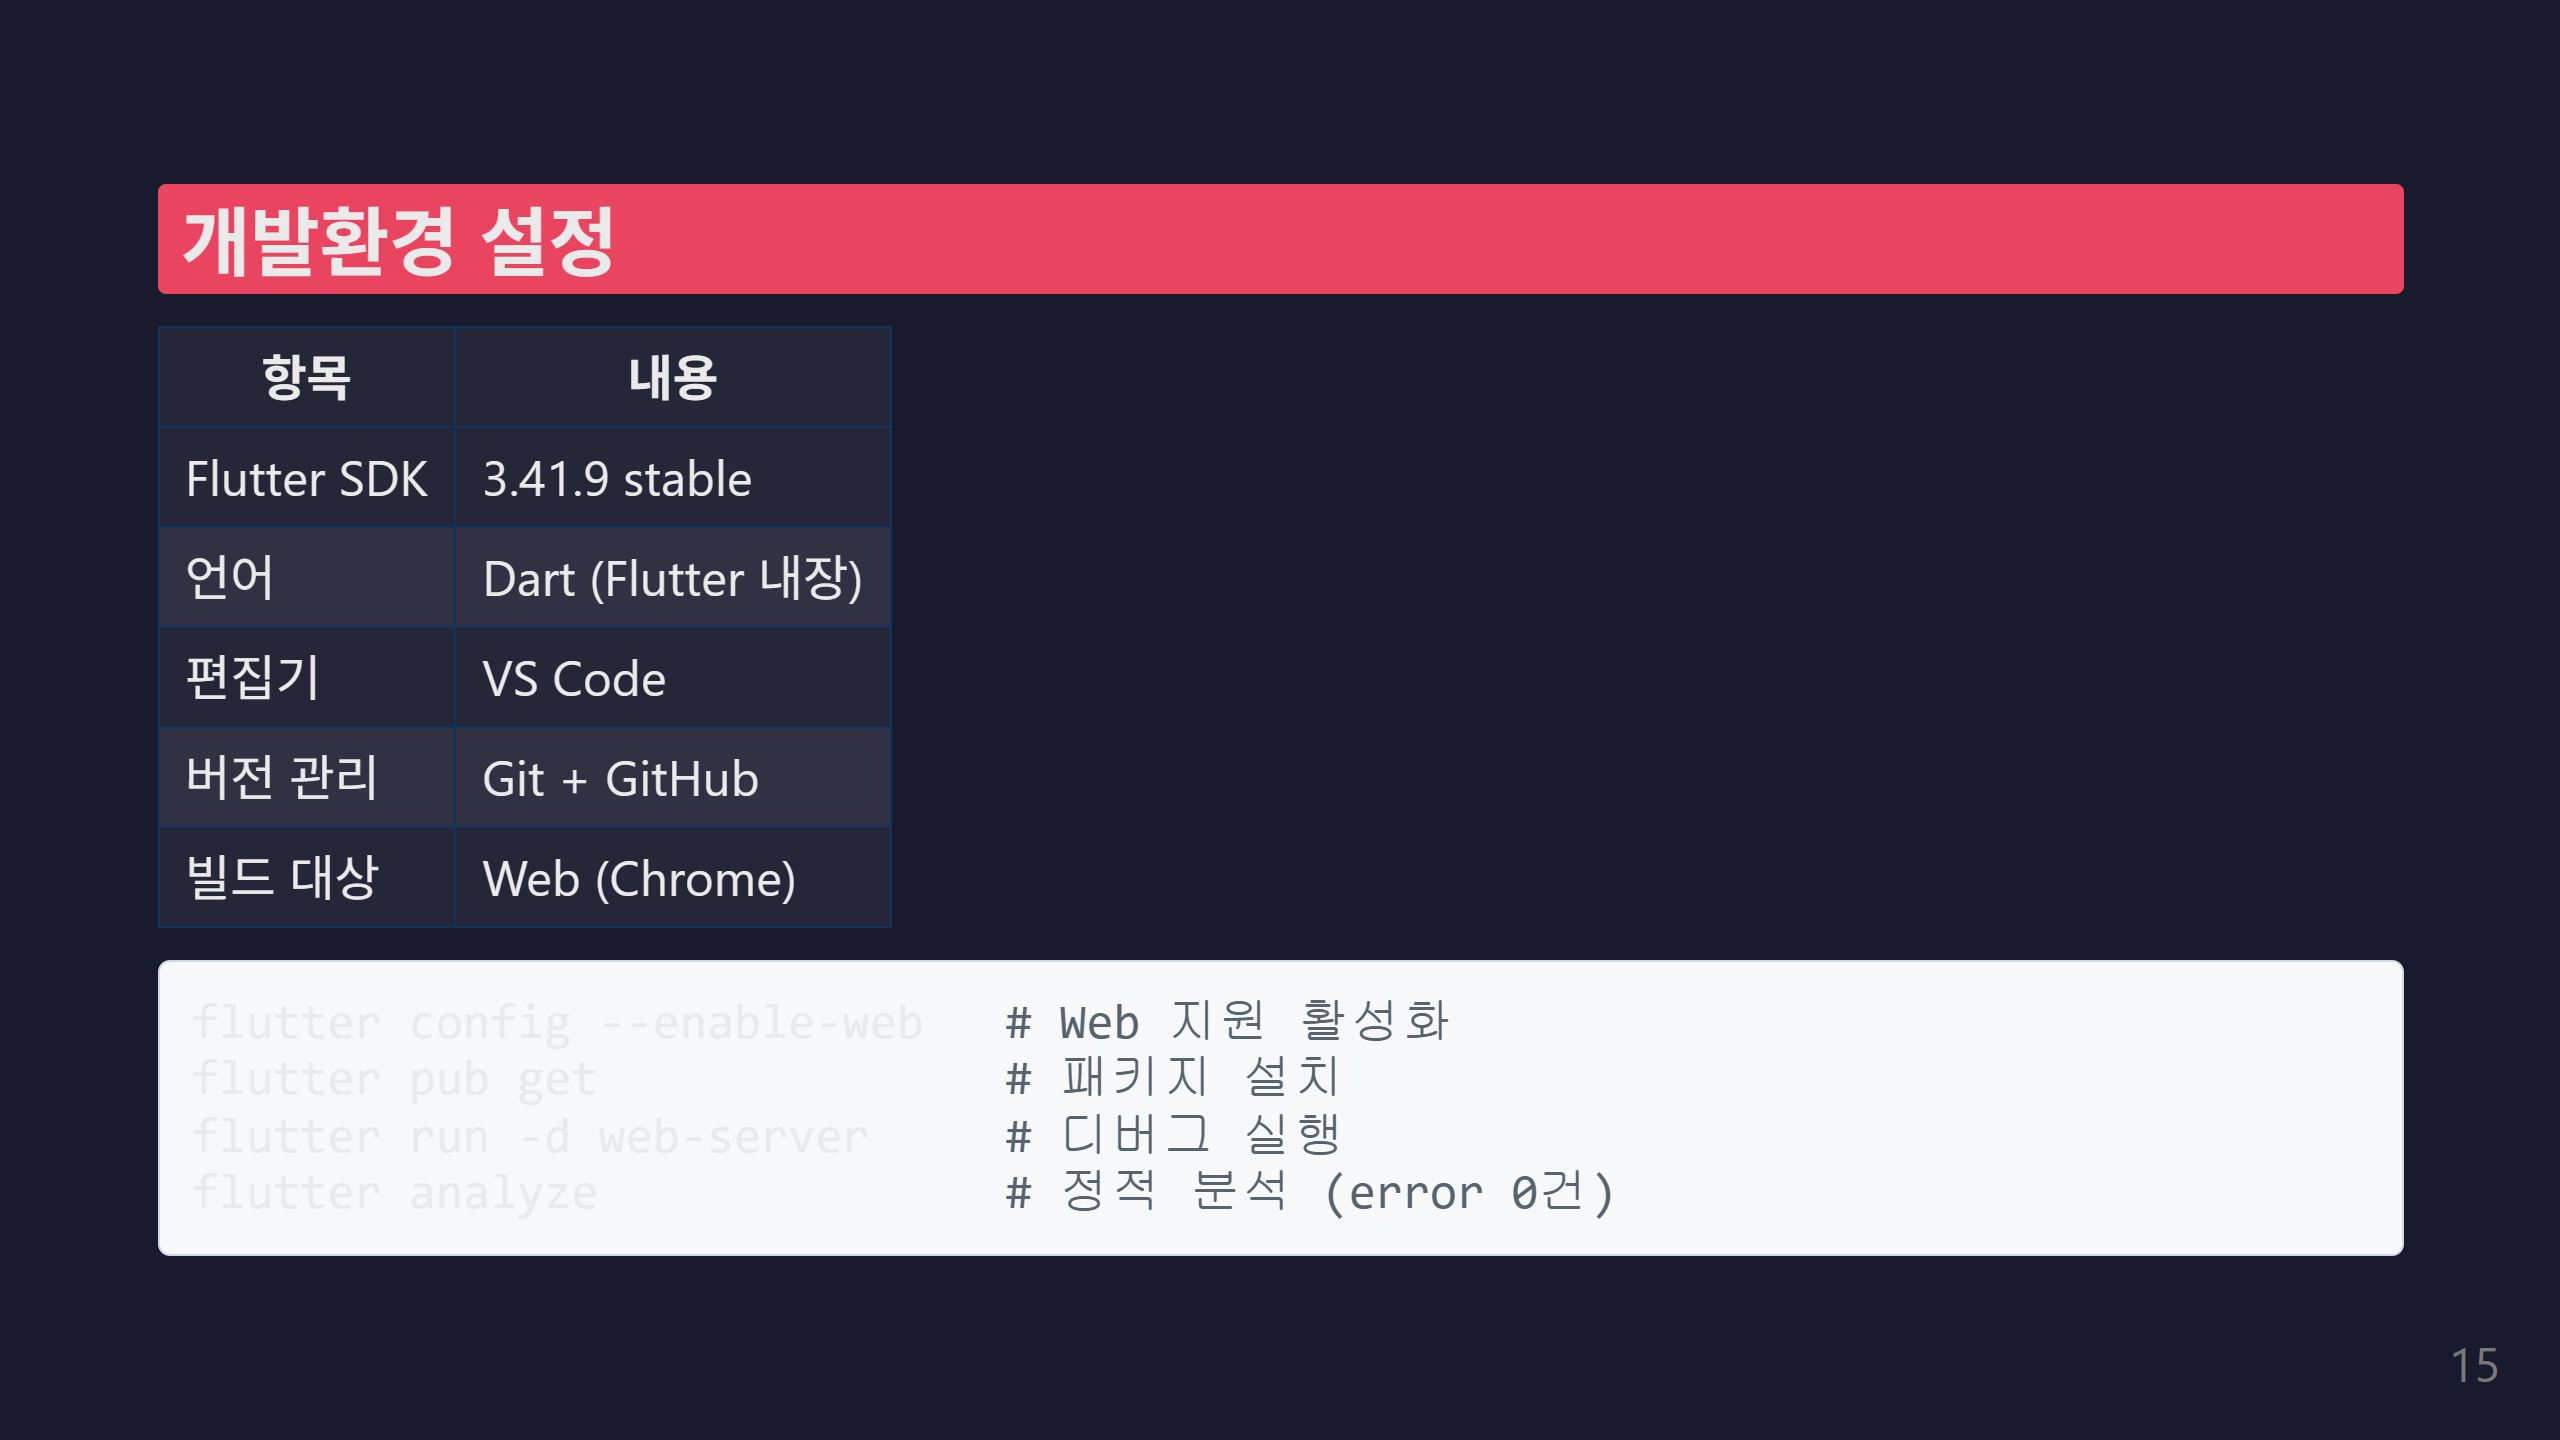 개발환경 설정
항목 내용
Flutter SDK 3.41.9 stable
언어 Dart (Flutter 내장)
편집기 VS Code
버전 관리 Git + GitHub
빌드 대상 Web (Chrome)
flutter config --enable-web # Web 지원 활성화
flutter pub get # 패키지 설치
flutter run -d web-server # 디버그 실행
flutter analyze # 정적 분석 (error 0건)
15